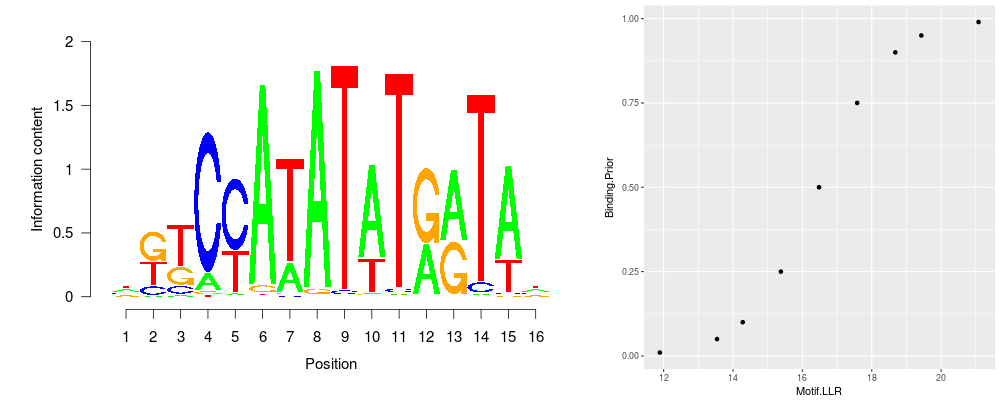 2
1.5
1
0.5
0
Information content
G T C C A T A T A T G A T A
T G A T A T A G T
1 2 3 4 5 6 7 8 9 10 11 12 13 14 15 16
Position
1.00
0.75
0.50
0.25
0.00
Binding.Prior
12 14 16 18 20
Motif.LLR